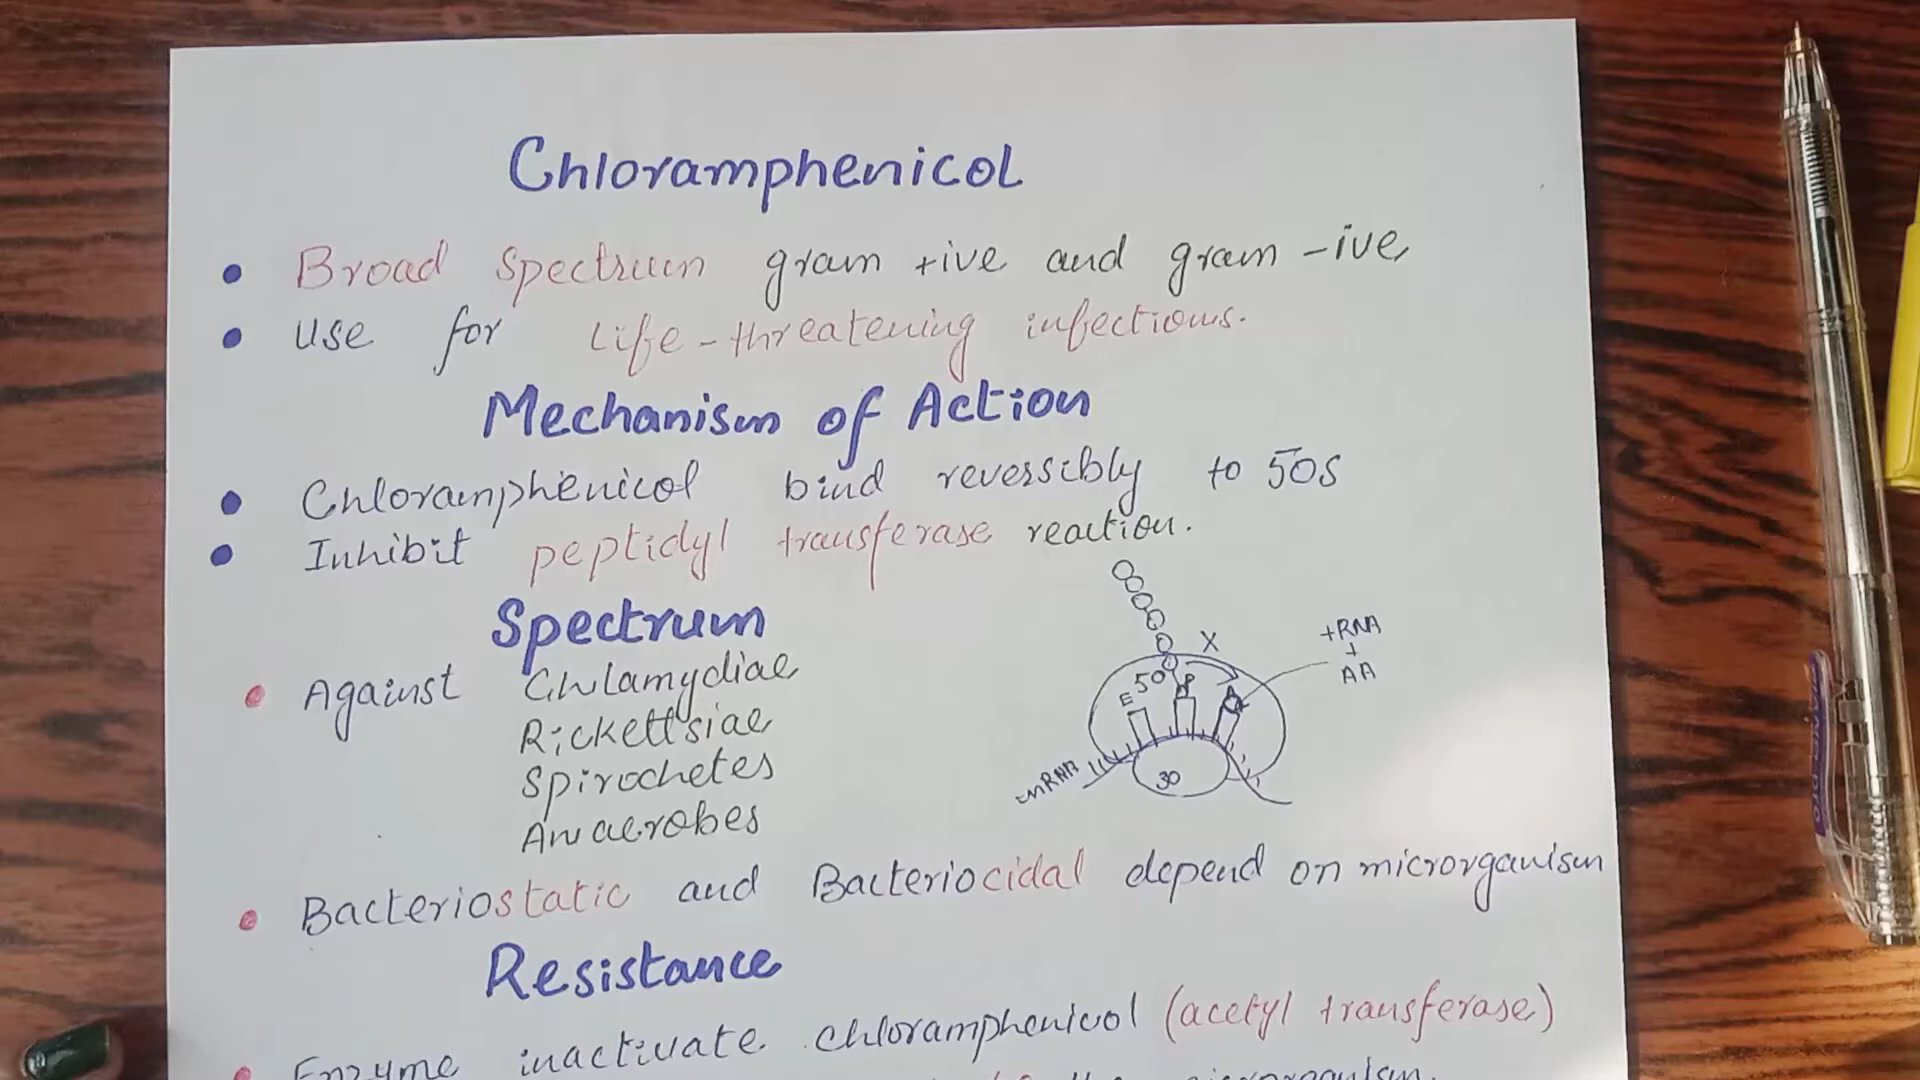 Chloramphenicol
• Broad Spectrum gram +ive and gram -ive
• Use for Life-threatening infections.
Mechanism of Action
• Chloramphenicol bind reversibly to 50S
• Inhibit peptidyl transferase reaction.
Spectrum
• Against Chlamydiae
Rickettsiae
Spirochetes
Anaerobes
X
tRNA
+
AA
50
E P A
mRNA
30
• Bacteriostatic and Bacteriocidal depend on microrganism
Resistance
• Enzyme inactivate chloramphenicol (acetyl transferase)